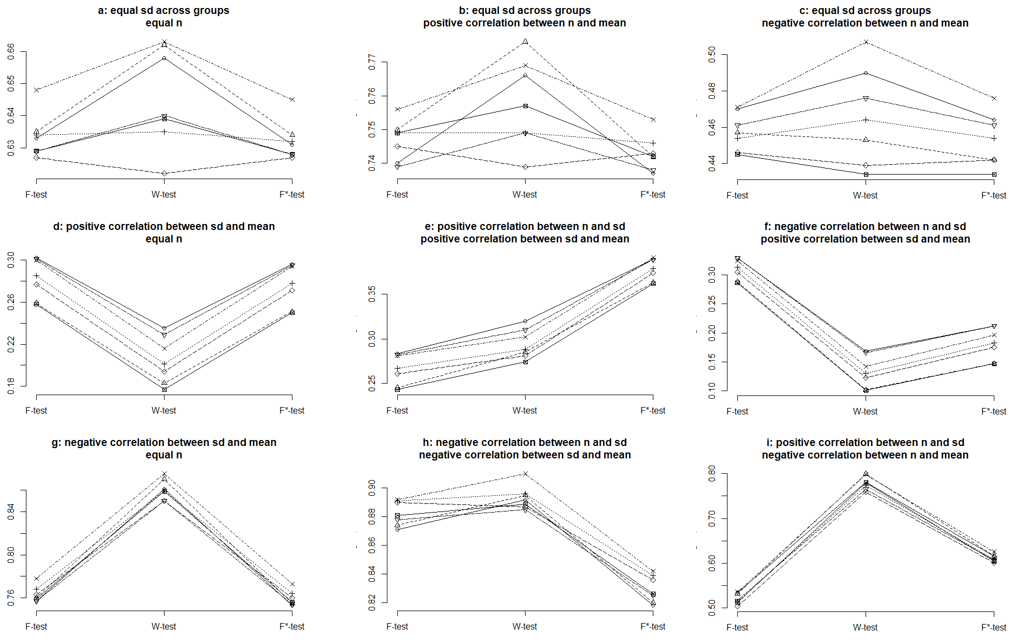 a: equal sd across groups
equal n
0.66
0.65
0.64
0.63
F-test
W-test
F*-test
b: equal sd across groups
positive correlation between n and mean
0.77
0.76
0.75
0.74
F-test
W-test
F*-test
c: equal sd across groups
negative correlation between n and mean
0.50
0.48
0.46
0.44
F-test
W-test
F*-test
d: positive correlation between sd and mean
equal n
0.30
0.26
0.22
0.18
F-test
W-test
F*-test
e: positive correlation between n and sd
positive correlation between sd and mean
0.35
0.30
0.25
F-test
W-test
F*-test
f: negative correlation between n and sd
positive correlation between sd and mean
0.30
0.25
0.20
0.15
0.10
F-test
W-test
F*-test
g: negative correlation between sd and mean
equal n
0.84
0.80
0.76
F-test
W-test
F*-test
h: negative correlation between n and sd
negative correlation between sd and mean
0.90
0.88
0.86
0.84
0.82
F-test
W-test
F*-test
i: positive correlation between n and sd
negative correlation between n and mean
0.80
0.70
0.60
0.50
F-test
W-test
F*-test